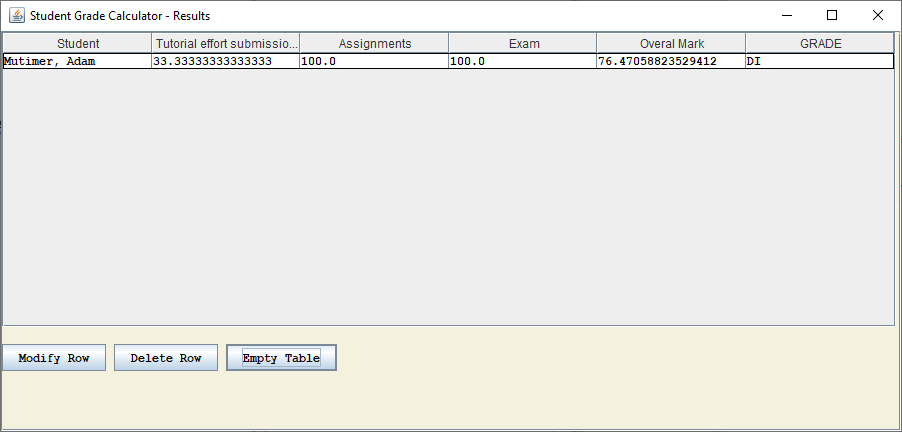 Student Grade Calculator - Results
Student Tutorial effort submissio... Assignments Exam Overal Mark GRADE
Mutimer, Adam 33.33333333333333 100.0 100.0 76.47058823529412 DI
Modify Row Delete Row Empty Table